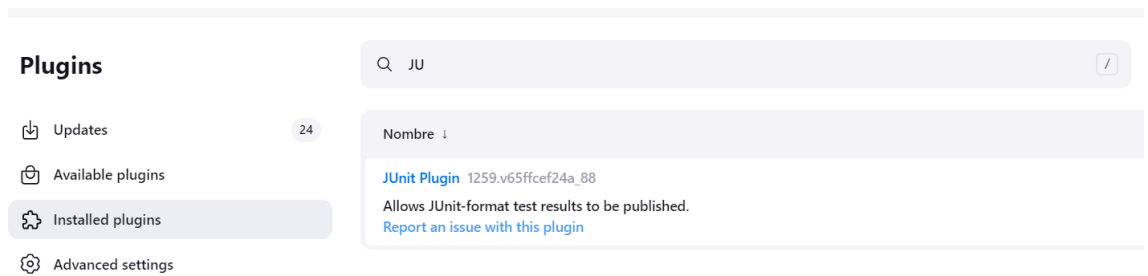 Plugins
JU
/
Updates 24
Available plugins
Installed plugins
Advanced settings
Nombre ↓
JUnit Plugin 1259.v65ffcef24a_88
Allows JUnit-format test results to be published.
Report an issue with this plugin